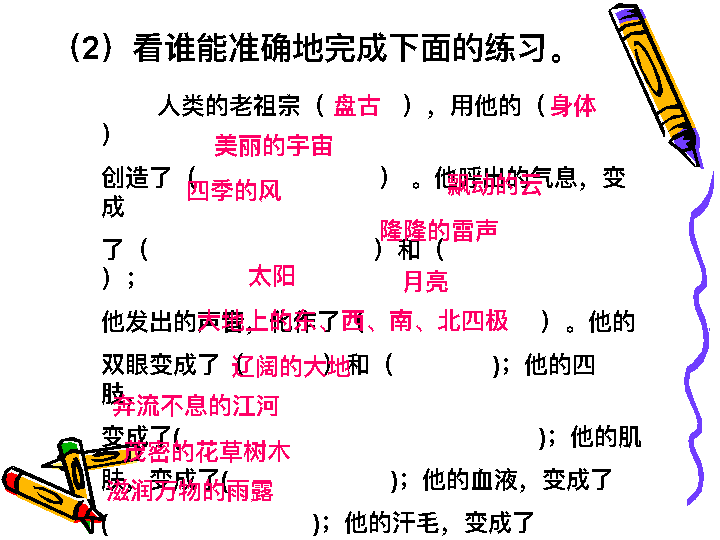 （2）看谁能准确地完成下面的练习。
人类的老祖宗（ 盘古 ），用他的（ 身体
）
美丽的宇宙
创造了（ ）。他呼出的气息，变
成
四季的风 飘动的云
了（ ）和（
）；
隆隆的雷声
太阳 月亮
他发出的声音，化作了（ ）。他的
大地上的东、西、南、北四极
双眼变成了（ ）和（ )；他的四
肢，
辽阔的大地
奔流不息的江河
变成了( )；他的肌
茂密的花草树木
肤，变成了( )；他的血液，变成了
滋润万物的雨露
( )；他的汗毛，变成了